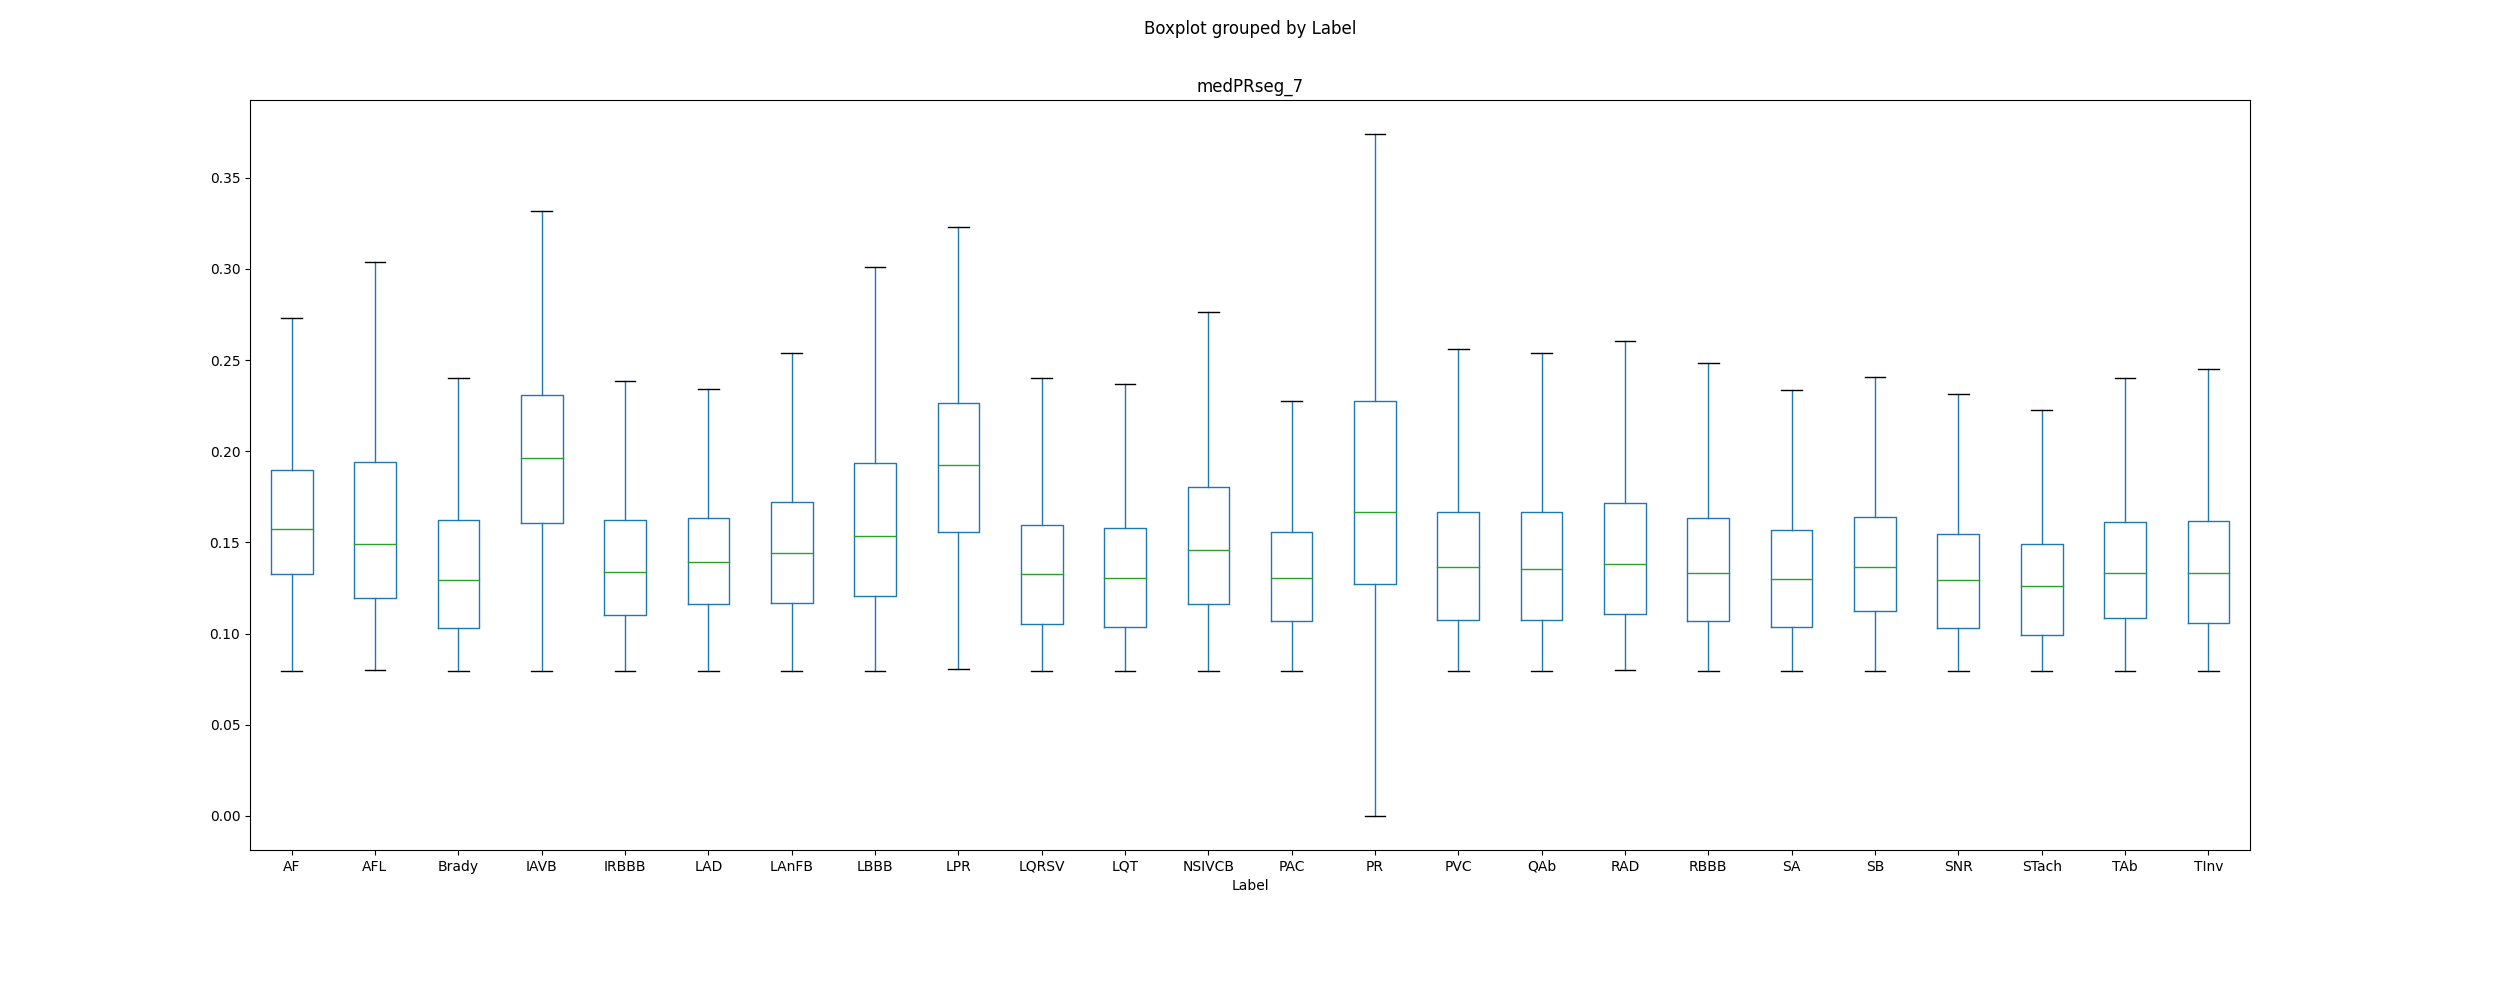 Boxplot grouped by Label
medPRseg_7
0.35
0.30
0.25
0.20
0.15
0.10
0.05
0.00
AF AFL Brady IAVB IRBBB LAD LAnFB LBBB LPR LQRSV LQT NSIVCB PAC PR PVC QAb RAD RBBB SA SB SNR STach TAb TInv
Label